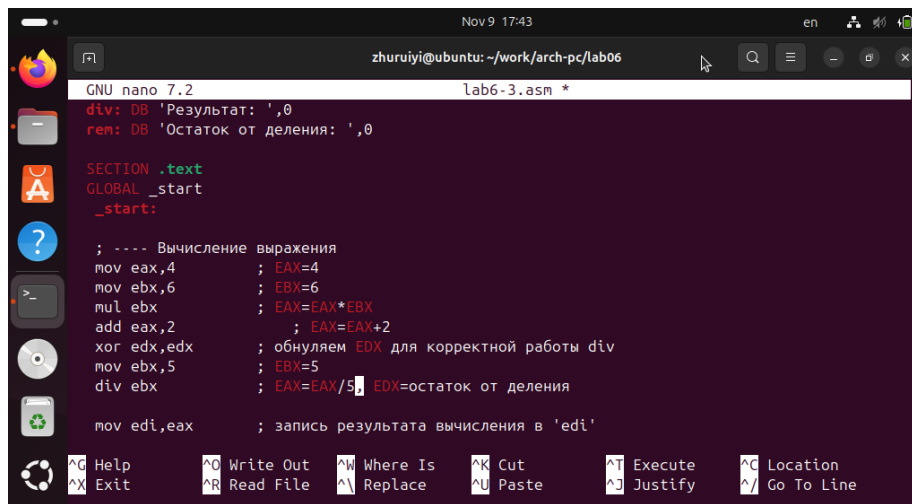 Nov 9 17:43
en
zhuruiyi@ubuntu: ~/work/arch-pc/lab06
GNU nano 7.2 lab6-3.asm *
div: DB 'Результат: ',0
rem: DB 'Остаток от деления: ',0
SECTION .text
GLOBAL _start
_start:
; ---- Вычисление выражения
mov eax,4 ; EAX=4
mov ebx,6 ; EBX=6
mul ebx ; EAX=EAX*EBX
add eax,2 ; EAX=EAX+2
xor edx,edx ; обнуляем EDX для корректной работы div
mov ebx,5 ; EBX=5
div ebx ; EAX=EAX/5, EDX=остаток от деления
mov edi,eax ; запись результата вычисления в 'edi'
^G Help ^O Write Out ^W Where Is ^K Cut ^T Execute ^C Location
^X Exit ^R Read File ^\ Replace ^U Paste ^J Justify ^/ Go To Line